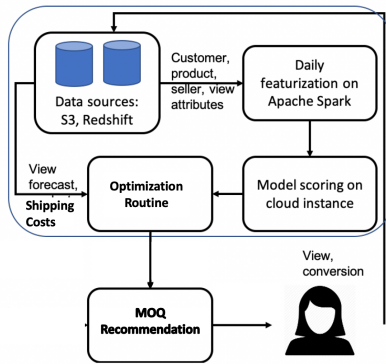 Data sources:
S3, Redshift
Customer,
product,
seller, view
attributes
Daily
featurization on
Apache Spark
View
forecast,
Shipping
Costs
Optimization
Routine
Model scoring on
cloud instance
MOQ
Recommendation
View,
conversion